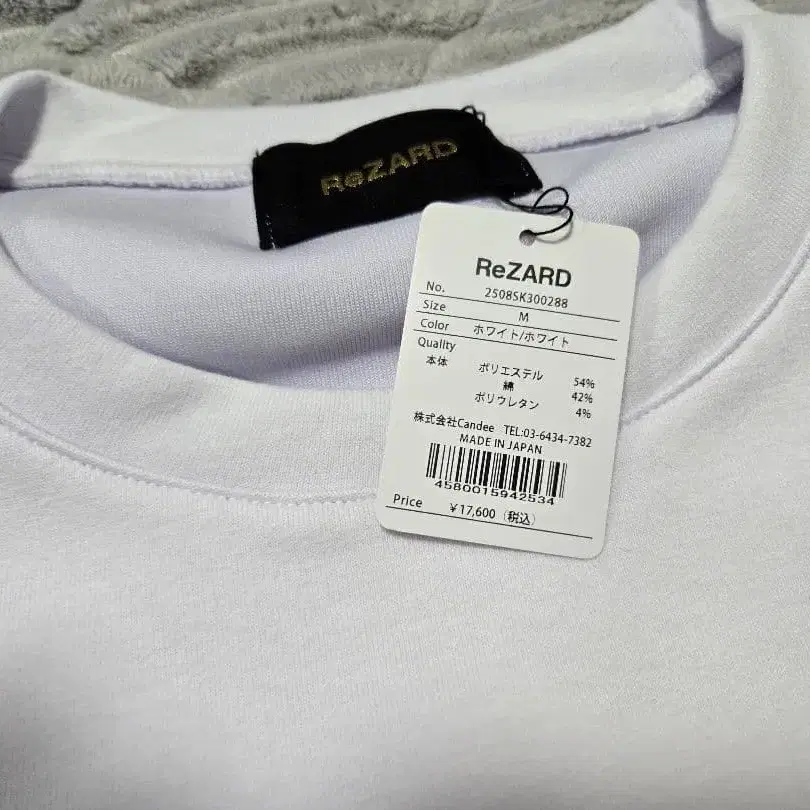 ReZARD
ReZARD
No. 2508SK300288
Size M
Color ホワイト/ホワイト
Quality
本体 ポリエステル 54%
綿 42%
ポリウレタン 4%
株式会社Candee TEL:03-6434-7382
MADE IN JAPAN
4580015942534
Price ¥17,600 (税込)